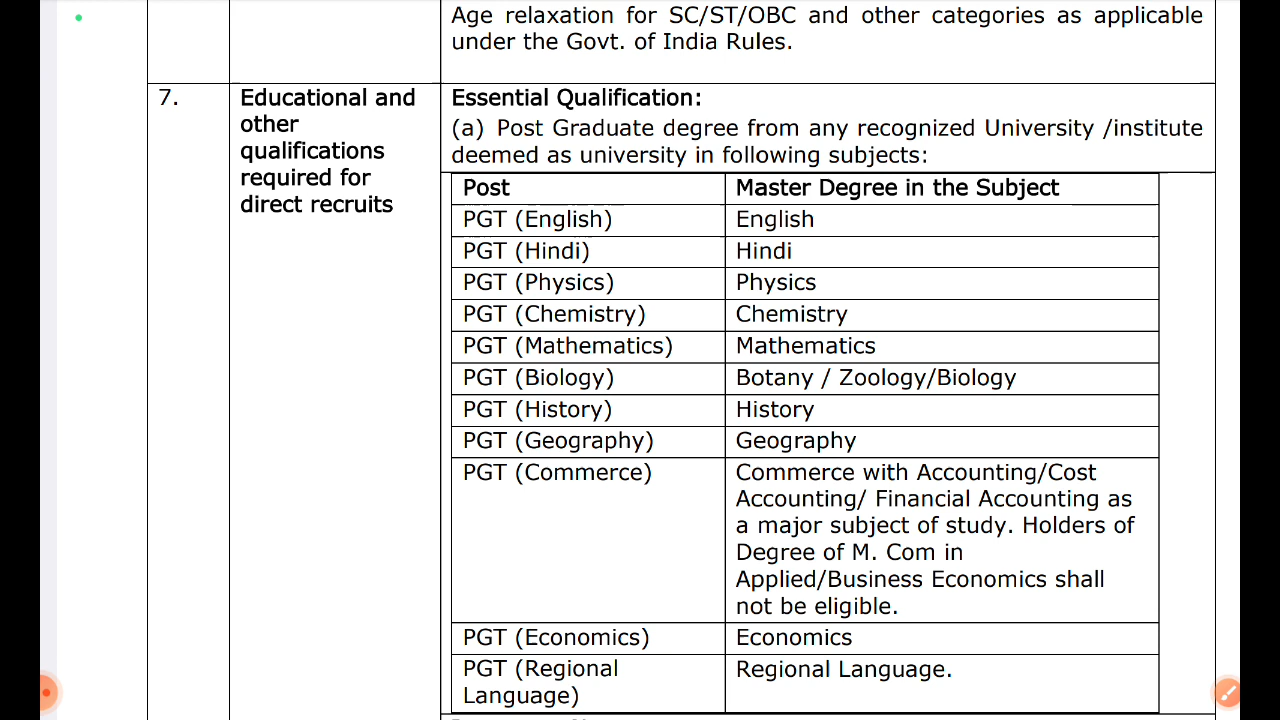 Age relaxation for SC/ST/OBC and other categories as applicable
under the Govt. of India Rules.
7.
Educational and
other
qualifications
required for
direct recruits
Essential Qualification:
(a) Post Graduate degree from any recognized University /institute
deemed as university in following subjects:
Post Master Degree in the Subject
PGT (English) English
PGT (Hindi) Hindi
PGT (Physics) Physics
PGT (Chemistry) Chemistry
PGT (Mathematics) Mathematics
PGT (Biology) Botany / Zoology/Biology
PGT (History) History
PGT (Geography) Geography
PGT (Commerce) Commerce with Accounting/Cost
Accounting/ Financial Accounting as
a major subject of study. Holders of
Degree of M. Com in
Applied/Business Economics shall
not be eligible.
PGT (Economics) Economics
PGT (Regional
Language)
Regional Language.